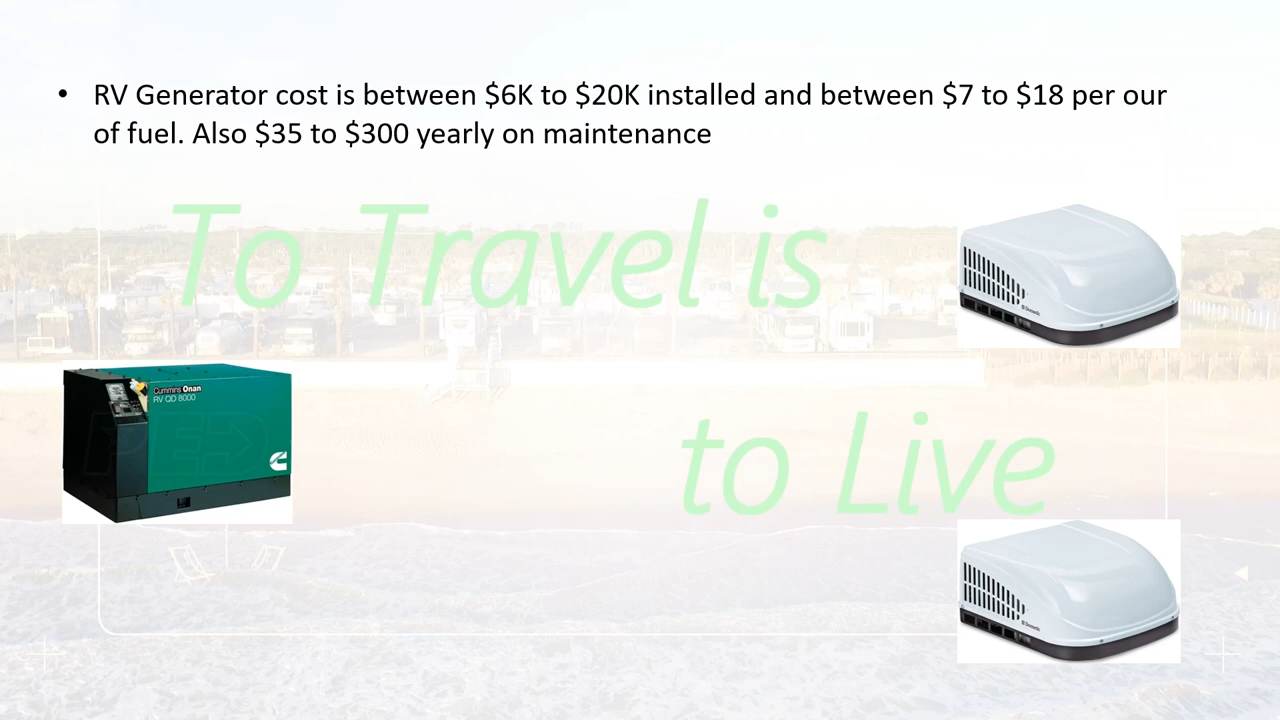 • RV Generator cost is between $6K to $20K installed and between $7 to $18 per our
of fuel. Also $35 to $300 yearly on maintenance
To Travel is
to Live
Cummins Onan
RV QD 8000